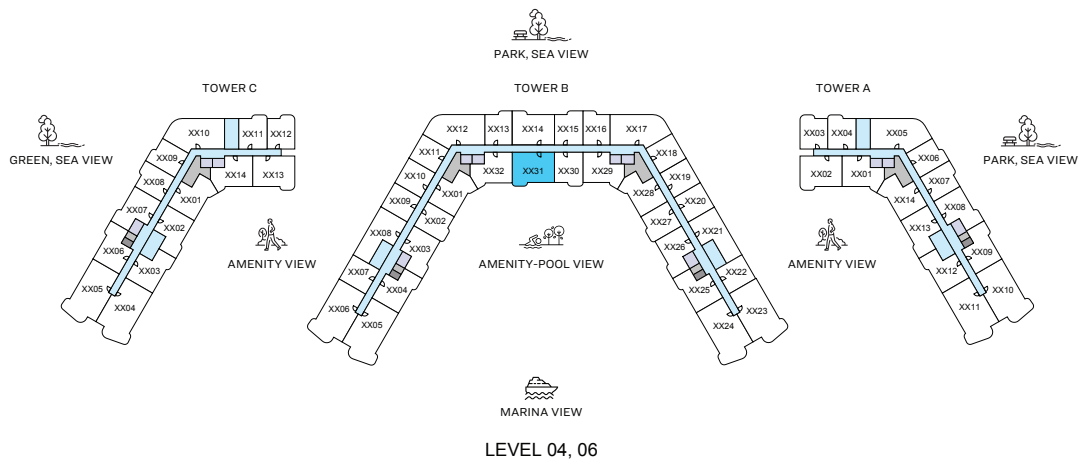 PARK, SEA VIEW
TOWER C
TOWER B
TOWER A
GREEN, SEA VIEW
PARK, SEA VIEW
XX10 XX11 XX12
XX09
XX08 XX14 XX13
XX07 XX01
XX06 XX02
XX03
XX05
XX04
XX12 XX13 XX14 XX15 XX16 XX17
XX11 XX18
XX10 XX32 XX31 XX30 XX29 XX19
XX09 XX01 XX28 XX20
XX08 XX02 XX27 XX21
XX07 XX03 XX26 XX22
XX04 XX25
XX06 XX05 XX24 XX23
XX03 XX04 XX05
XX06
XX02 XX01 XX07
XX14 XX08
XX13 XX09
XX12
XX11 XX10
AMENITY VIEW
AMENITY-POOL VIEW
AMENITY VIEW
MARINA VIEW
LEVEL 04, 06